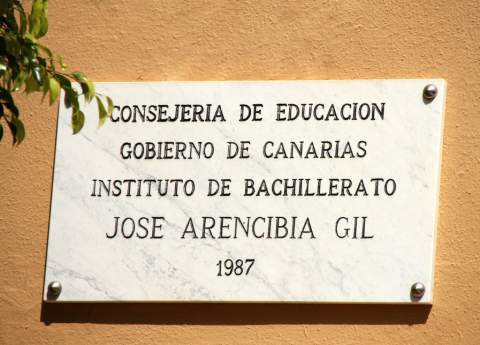 CONSEJERIA DE EDUCACION
GOBIERNO DE CANARIAS
INSTITUTO DE BACHILLERATO
JOSE ARENCIBIA GIL
1987